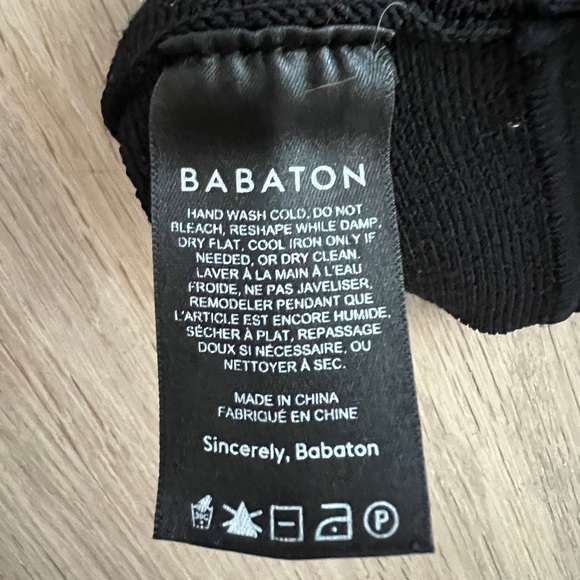 BABATON
HAND WASH COLD, DO NOT
BLEACH, RESHAPE WHILE DAMP,
DRY FLAT, COOL IRON ONLY IF
NEEDED, OR DRY CLEAN.
LAVER À LA MAIN À L'EAU
FROIDE, NE PAS JAVELISER,
REMODELER PENDANT QUE
L'ARTICLE EST ENCORE HUMIDE,
SÉCHER À PLAT, REPASSAGE
DOUX SI NÉCESSAIRE, OU
NETTOYER À SEC.
MADE IN CHINA
FABRIQUÉ EN CHINE
Sincerely, Babaton
30C P